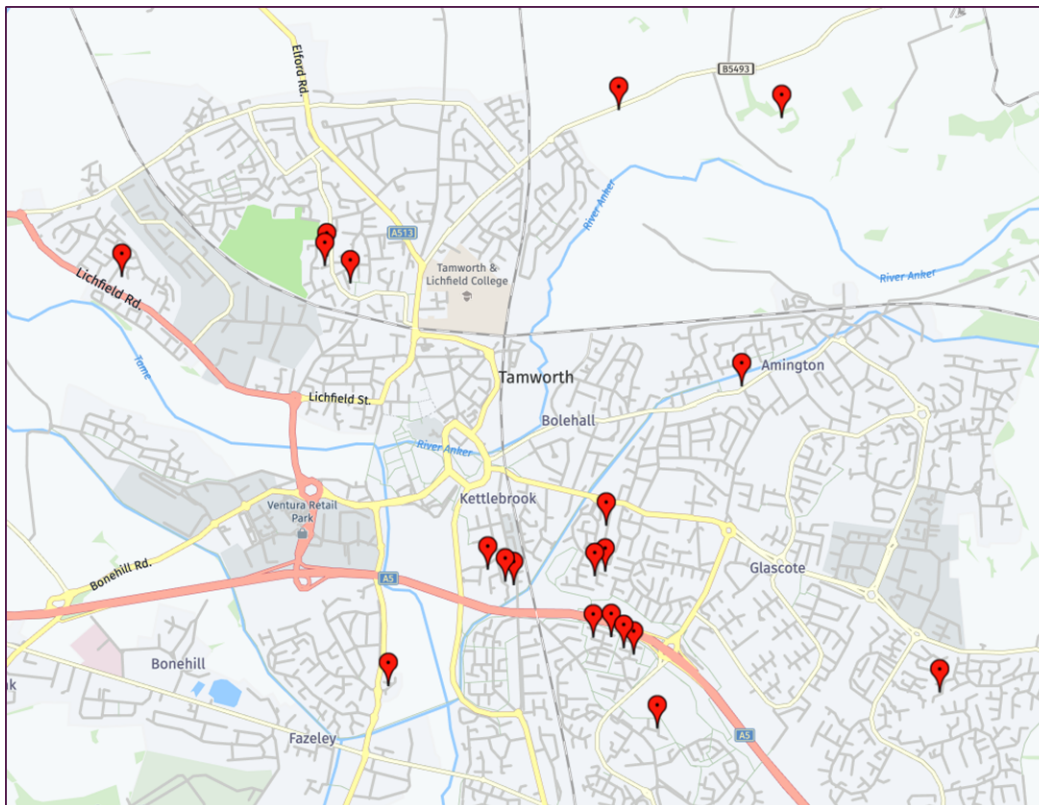 Elford Rd.
B5493
River Anker
A513
Tamworth &
Lichfield College
River Anker
Lichfield Rd.
Tame
Tamworth
Amington
Lichfield St.
Bolehall
River Anker
Kettlebrook
Ventura Retail
Park
Bonehill Rd.
A5
Glascote
Bonehill
Fazeley
A5